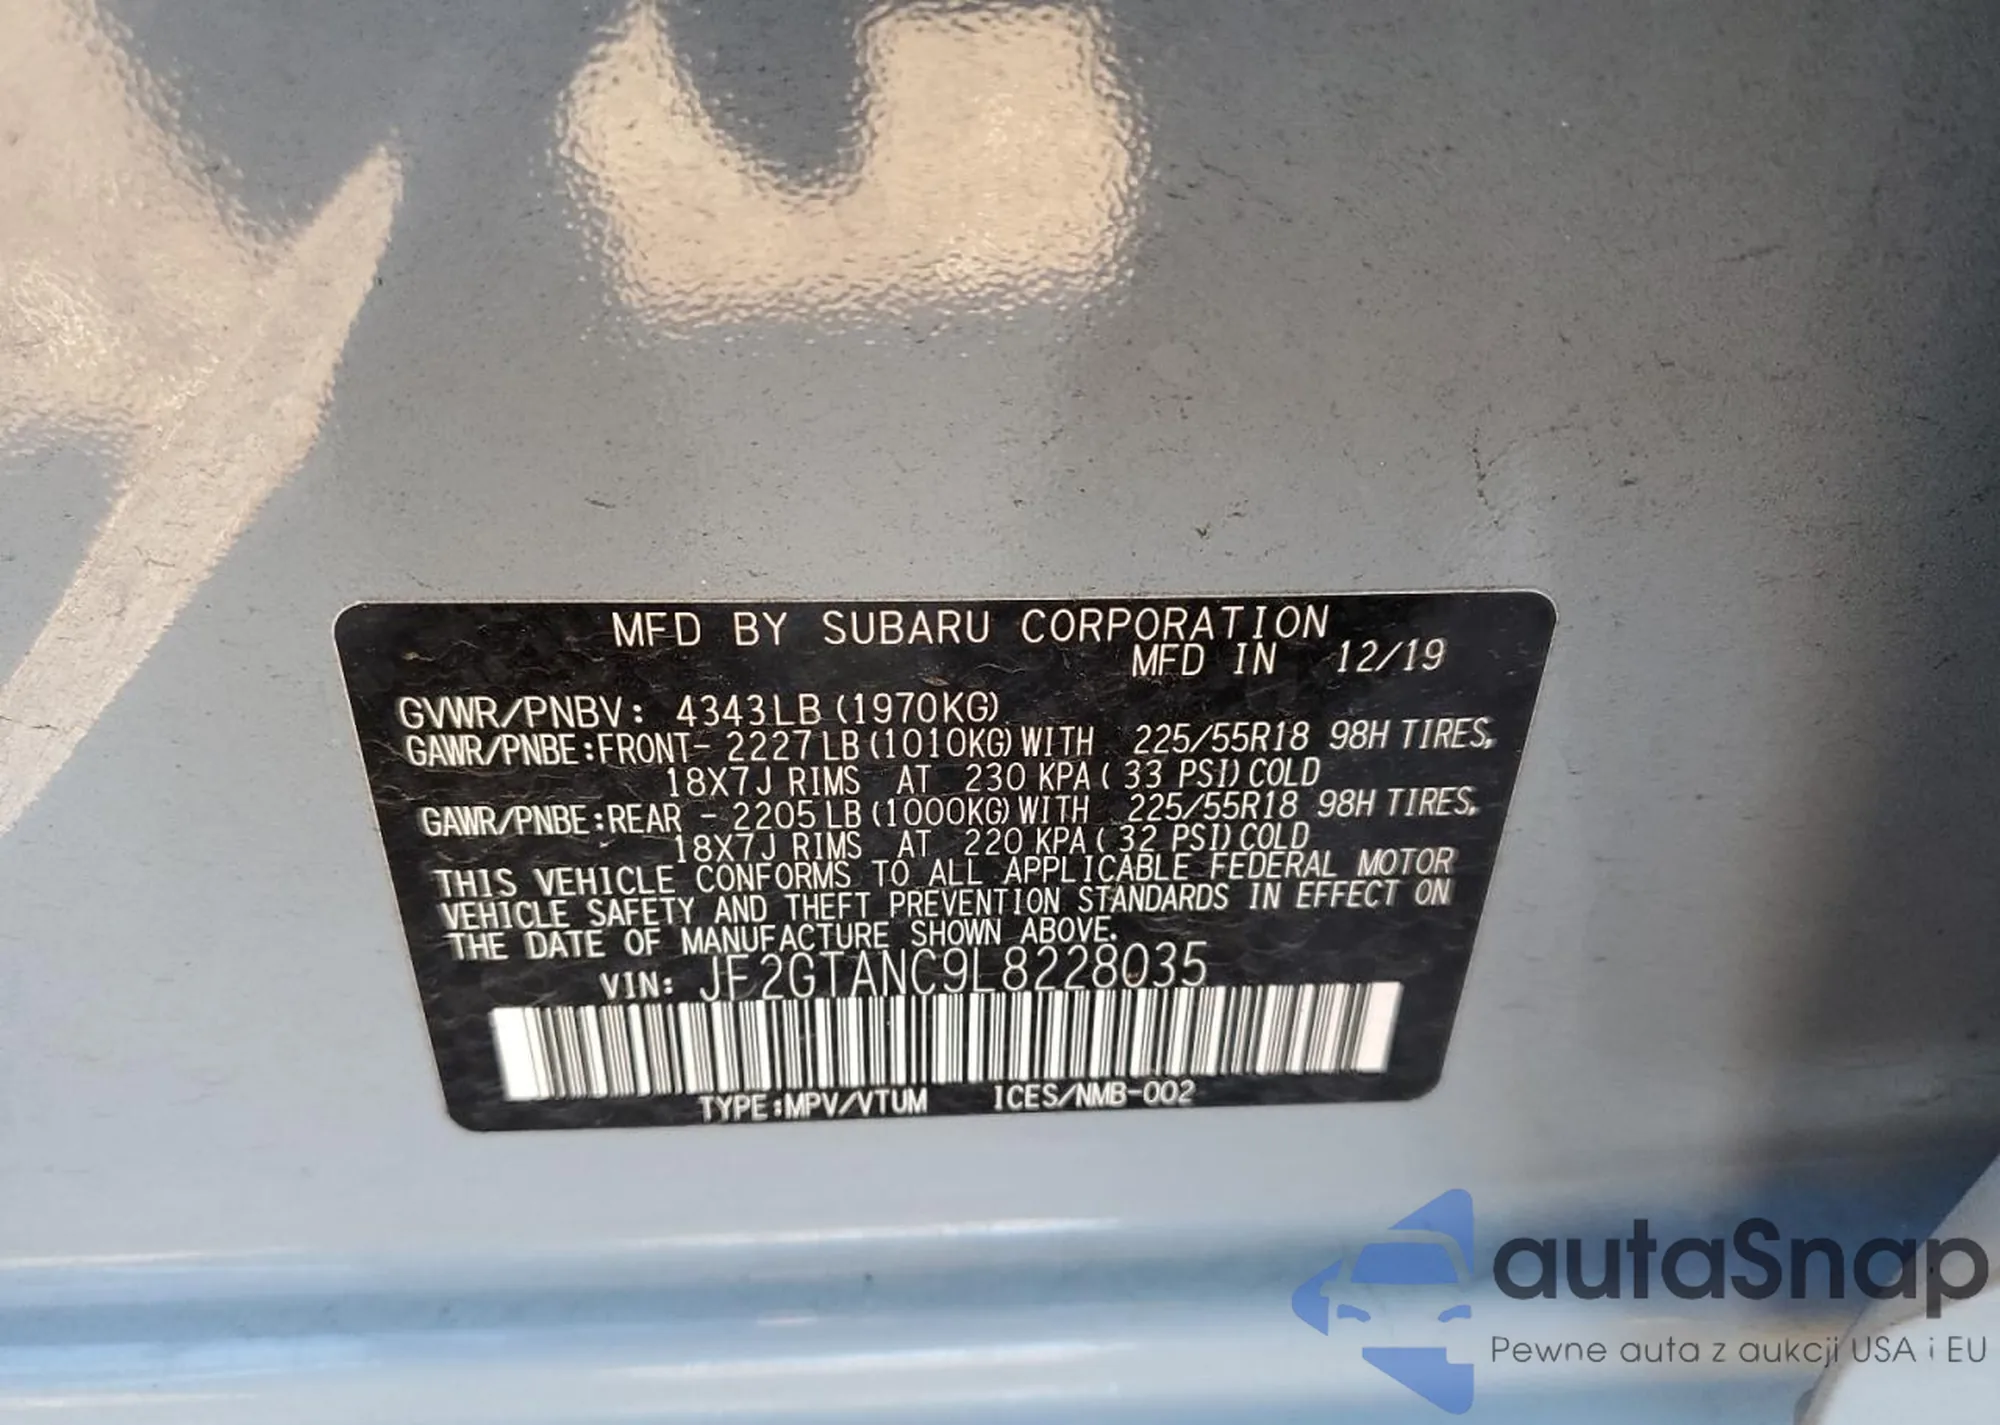 MFD BY SUBARU CORPORATION
MFD IN 12/19
GVWR/PNBV: 4343LB (1970KG)
GAWR/PNBE:FRONT- 2227LB (1010KG) WITH 225/55R18 98H TIRES,
18X7J RIMS AT 230 KPA ( 33 PSI) COLD
GAWR/PNBE:REAR - 2205LB (1000KG) WITH 225/55R18 98H TIRES,
18X7J RIMS AT 220 KPA ( 32 PSI) COLD
THIS VEHICLE CONFORMS TO ALL APPLICABLE FEDERAL MOTOR
VEHICLE SAFETY AND THEFT PREVENTION STANDARDS IN EFFECT ON
THE DATE OF MANUFACTURE SHOWN ABOVE.
VIN: JF2GTANC9L8228035
TYPE:MPV/VTUM ICES/NMB-002
autaSnap
Pewne auta z aukcji USA i EU